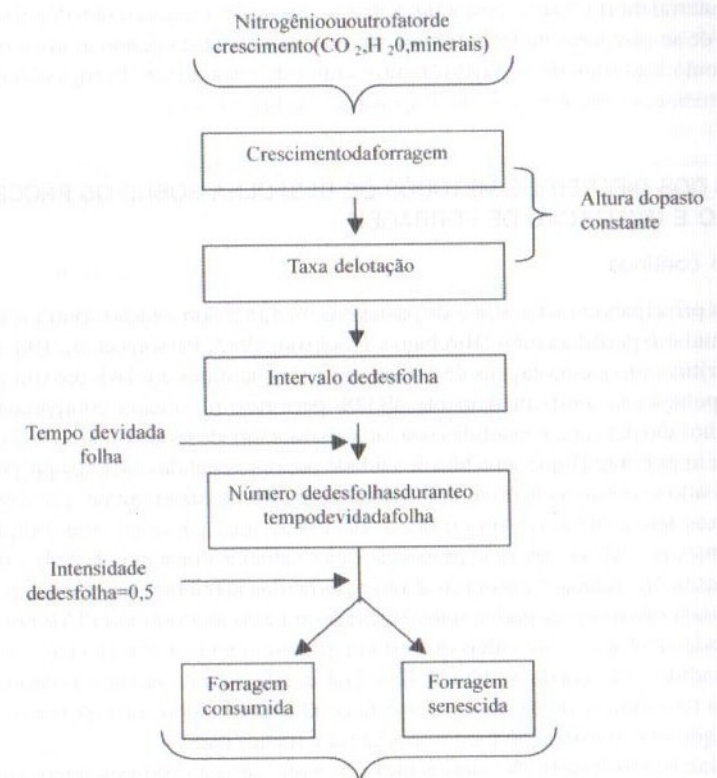 Nitrogênioououtrofatorde
crescimento(CO ₂,H ₂0,minerais)
Crescimentodaforragem
Altura dopasto
constante
Taxa delotação
Intervalo dedesfolha
Tempo devidada
folha
Número dedesfolhasduranteo
tempodevidadafolha
Intensidade
dedesfolha=0,5
Forragem
consumida
Forragem
senescida